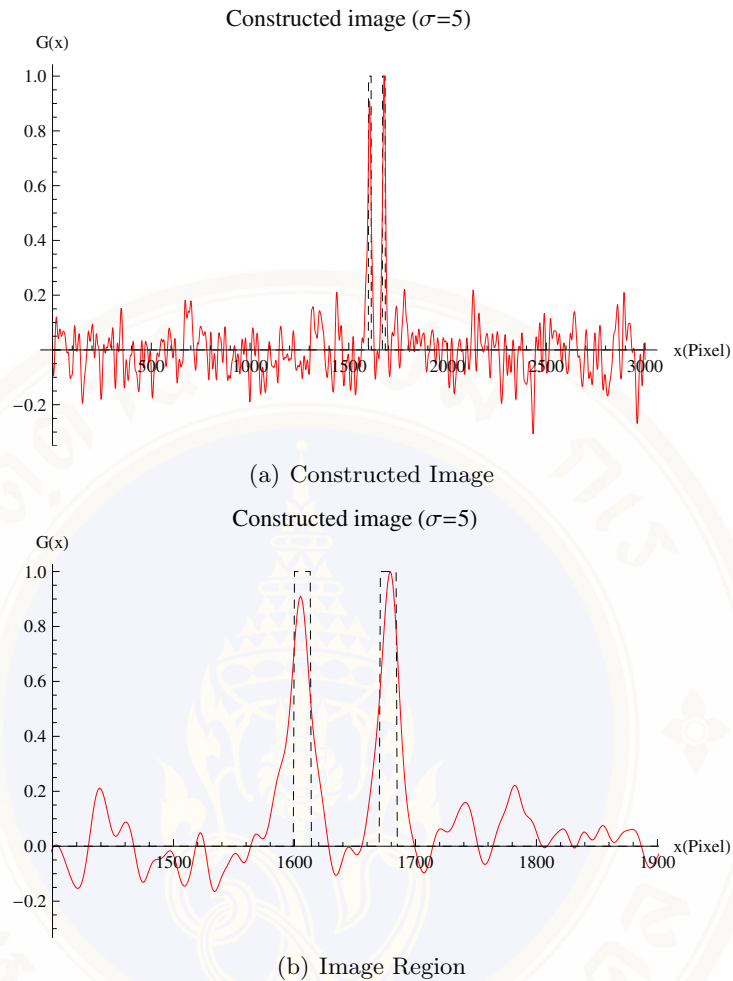 Constructed image (σ=5)
G(x)
1.0
0.8
0.6
0.4
0.2
0.0
−0.2
500 1000 1500 2000 2500 3000
x(Pixel)
(a) Constructed Image
Constructed image (σ=5)
G(x)
1.0
0.8
0.6
0.4
0.2
0.0
−0.2
1500 1600 1700 1800 1900
x(Pixel)
(b) Image Region